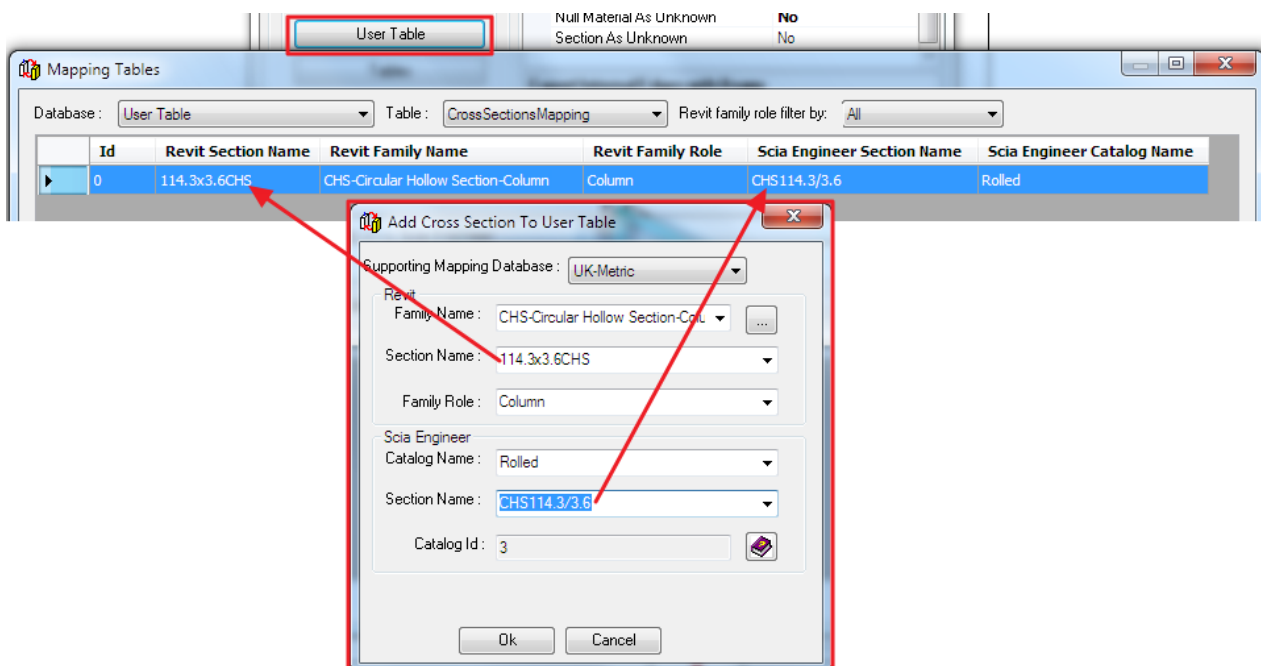 Null Material As Unknown No
User Table
Section As Unknown No
Mapping Tables
Database : User Table Table : CrossSectionsMapping Revit family role filter by: All
Id Revit Section Name Revit Family Name Revit Family Role Scia Engineer Section Name Scia Engineer Catalog Name
0 114.3x3.6CHS CHS-Circular Hollow Section-Column Column CHS114.3/3.6 Rolled
Add Cross Section To User Table
Supporting Mapping Database : UK-Metric
Revit
Family Name : CHS-Circular Hollow Section-Colu ...
Section Name : 114.3x3.6CHS
Family Role : Column
Scia Engineer
Catalog Name : Rolled
Section Name : CHS114.3/3.6
Catalog Id : 3
Ok Cancel